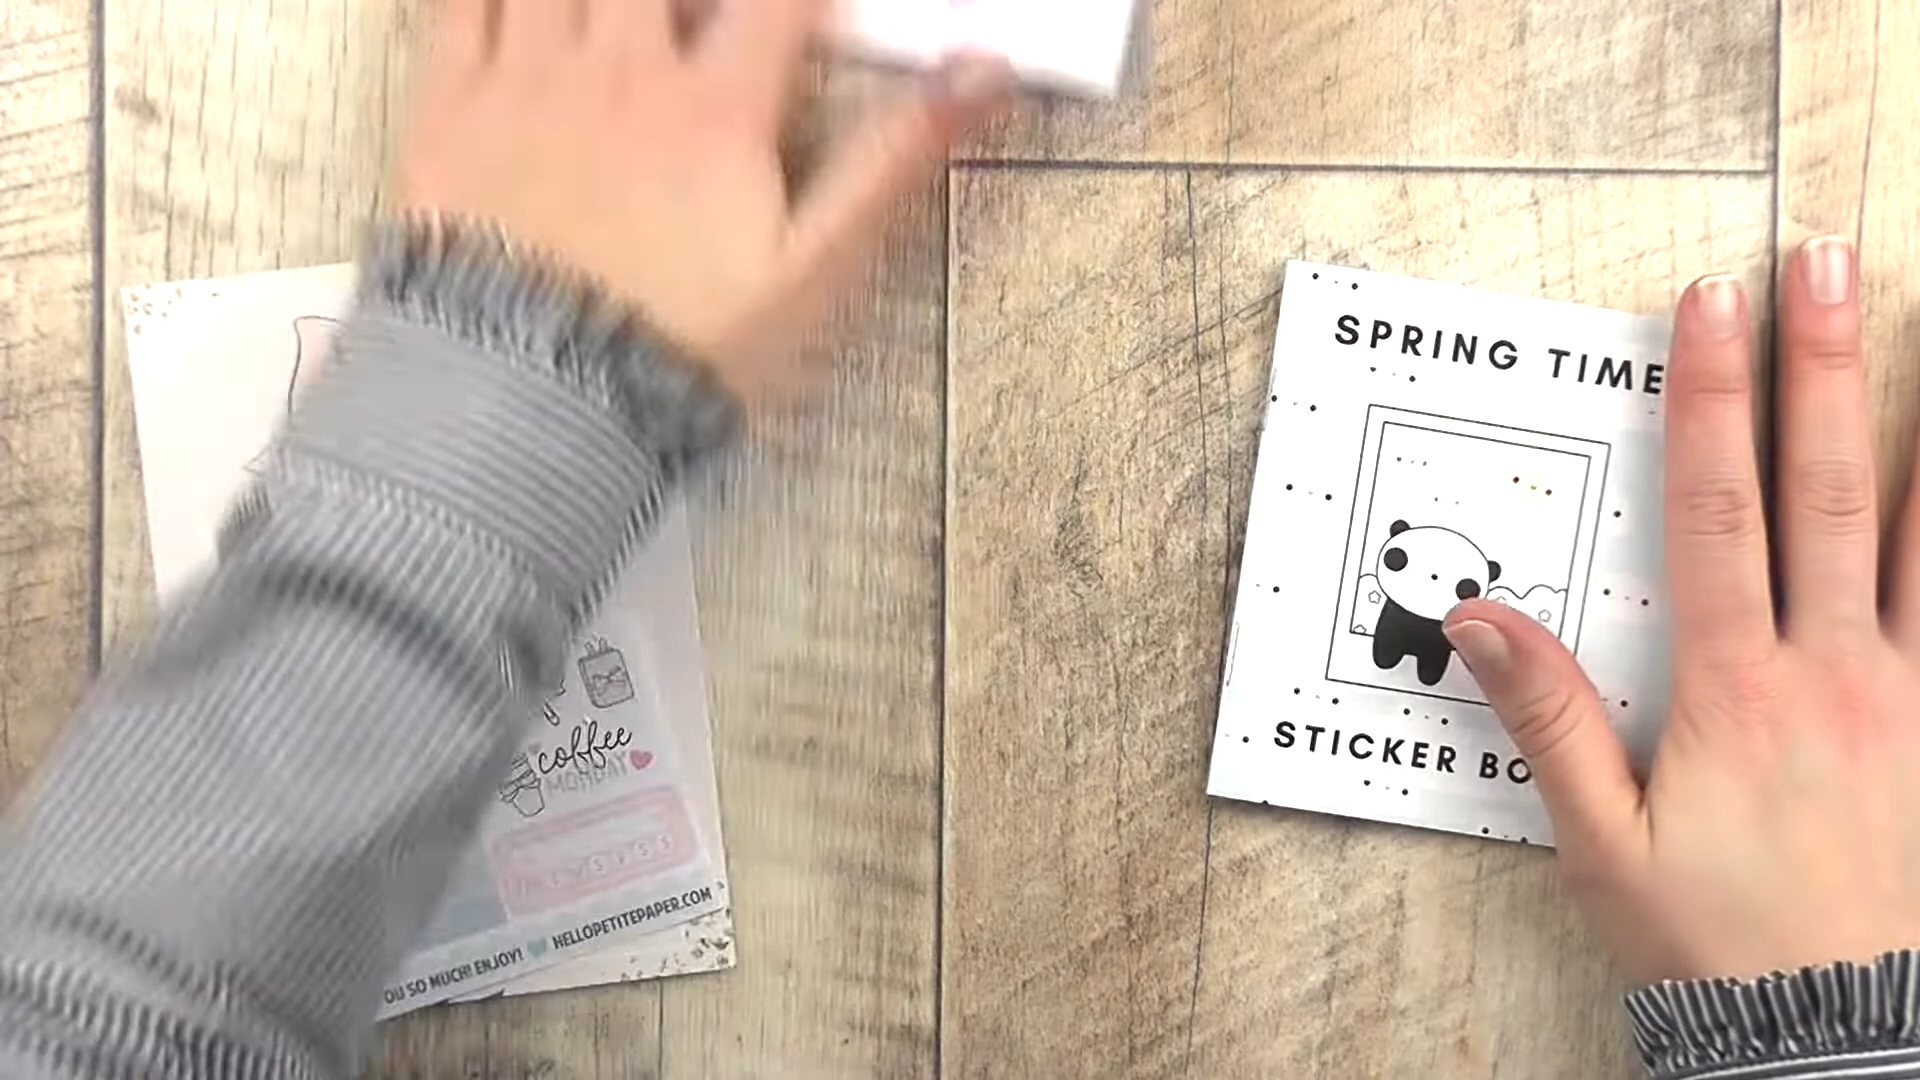 coffee
MONDAY
OU SO MUCH! ENJOY! HELLOPETITEPAPER.COM
SPRING TIME
STICKER BO